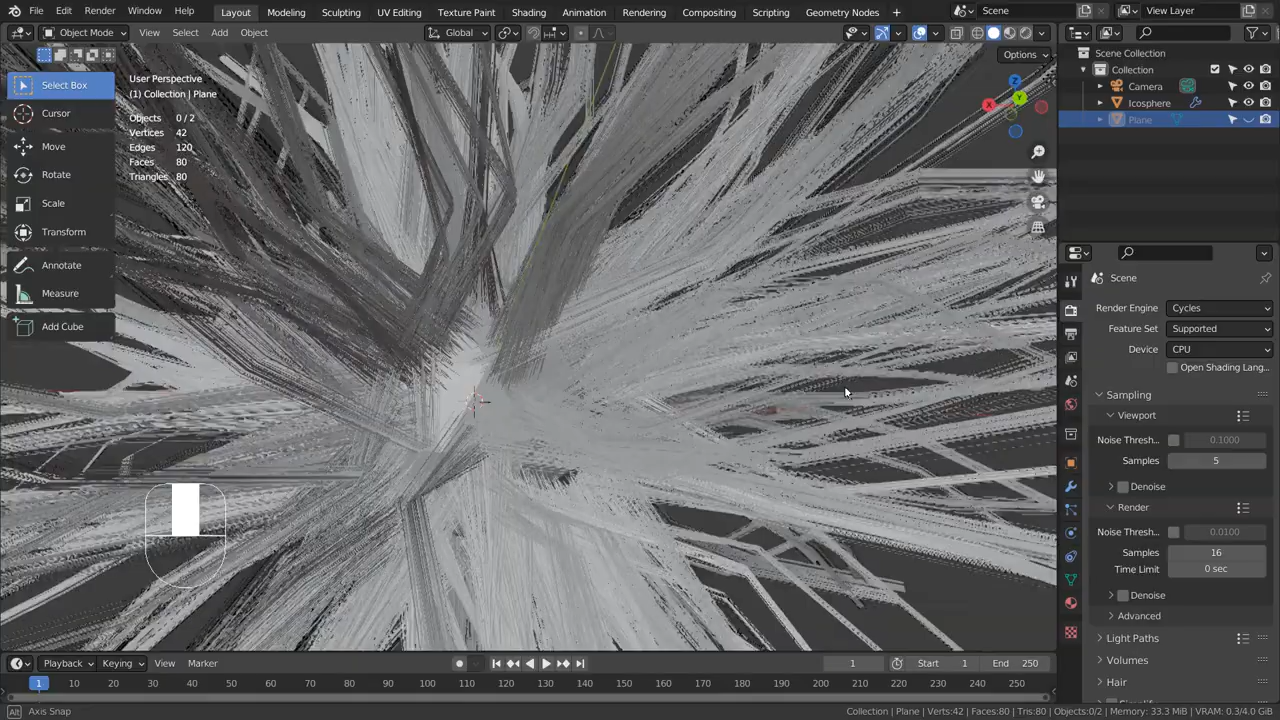 File Edit Render Window Help
Layout Modeling Sculpting UV Editing Texture Paint Shading Animation Rendering Compositing Scripting Geometry Nodes +
Scene
View Layer
Object Mode View Select Add Object
Global
Options
Select Box
Cursor
Move
Rotate
Scale
Transform
Annotate
Measure
Add Cube
User Perspective
(1) Collection | Plane
Objects 0 / 2
Vertices 42
Edges 120
Faces 80
Triangles 80
Z
Y
X
Scene Collection
Collection
Camera
Icosphere
Plane
Scene
Render Engine Cycles
Feature Set Supported
Device CPU
Open Shading Lang...
Sampling
Viewport
Noise Thresh... 0.1000
Samples 5
Denoise
Render
Noise Thresh... 0.0100
Samples 16
Time Limit 0 sec
Denoise
Advanced
Light Paths
Volumes
Hair
Playback Keying View Marker
1 Start 1 End 250
1 10 20 30 40 50 60 70 80 90 100 110 120 130 140 150 160 170 180 190 200 210 220 230 240 250
Alt Axis Snap
Collection | Plane | Verts:42 | Faces:80 | Tris:80 | Objects:0/2 | Memory: 33.3 MiB | VRAM: 0.3/4.0 GiB